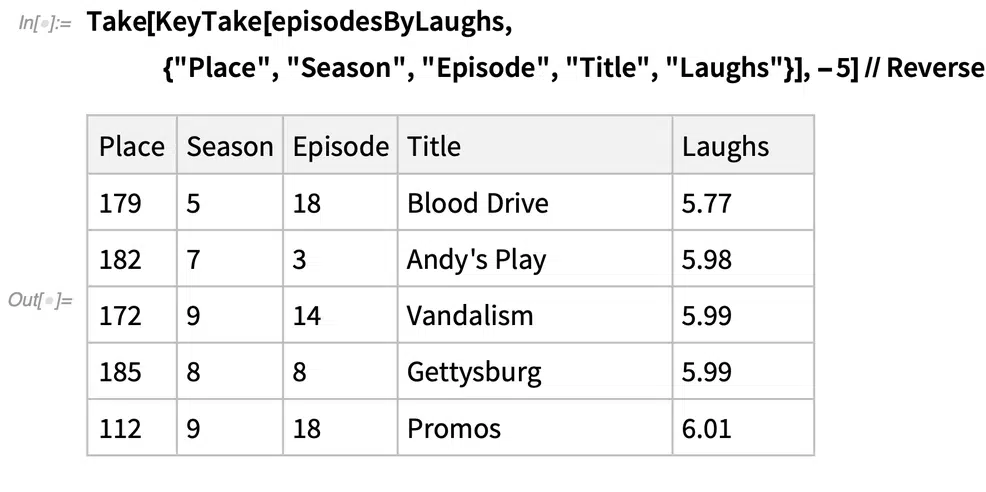 In[ ]:= Take[KeyTake[episodesByLaughs,
{"Place", "Season", "Episode", "Title", "Laughs"}], -5] // Reverse
Place Season Episode Title Laughs
179 5 18 Blood Drive 5.77
182 7 3 Andy's Play 5.98
172 9 14 Vandalism 5.99
Out[ ]=
185 8 8 Gettysburg 5.99
112 9 18 Promos 6.01